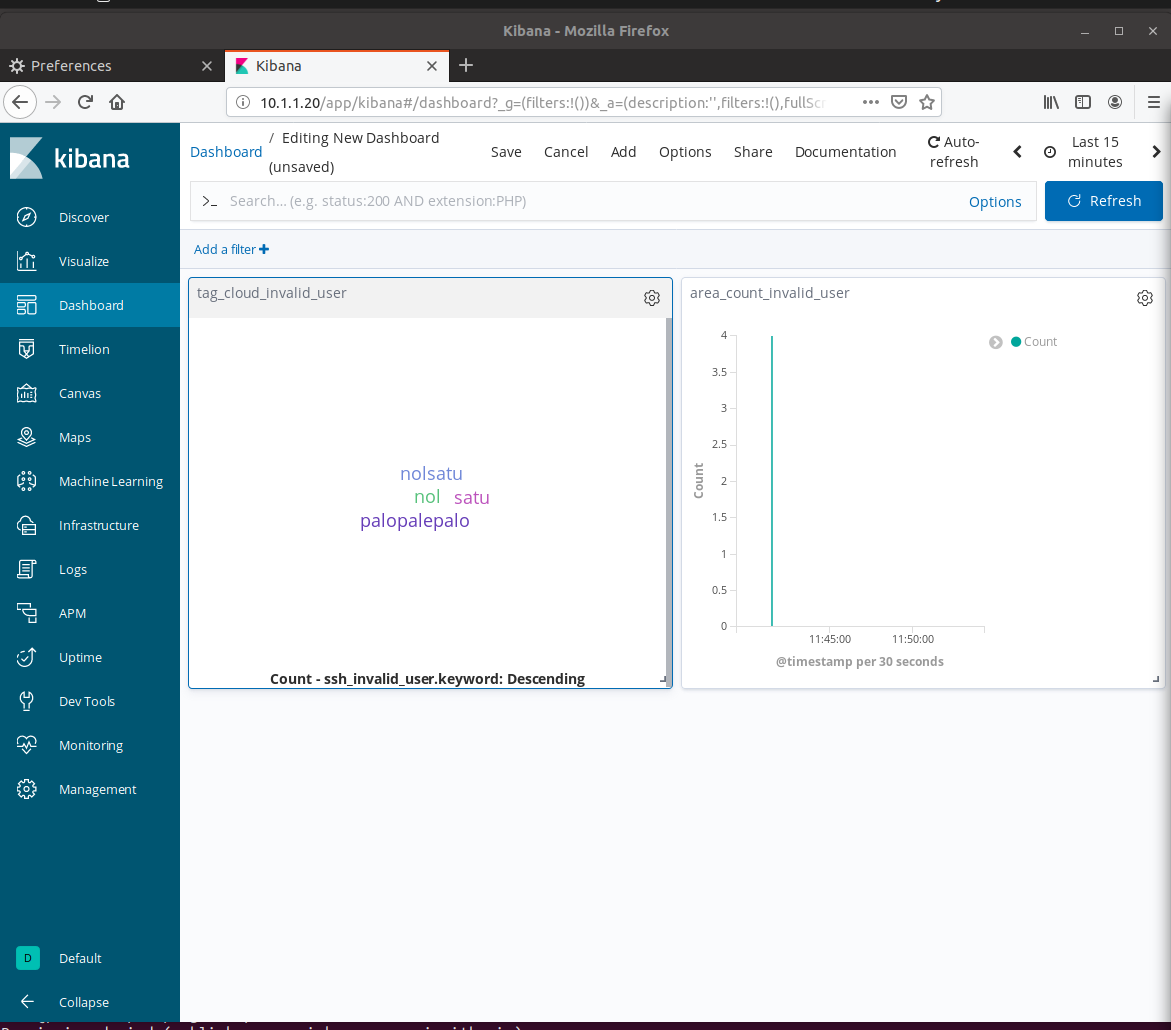 Kibana - Mozilla Firefox
Preferences
Kibana
10.1.1.20/app/kibana#/dashboard?_g=(filters:!())&_a=(description:'',filters:!(),fullScr
kibana
Discover
Visualize
Dashboard
Timelion
Canvas
Maps
Machine Learning
Infrastructure
Logs
APM
Uptime
Dev Tools
Monitoring
Management
D Default
Collapse
Dashboard / Editing New Dashboard
(unsaved)
Save Cancel Add Options Share Documentation
Auto-
refresh
Last 15
minutes
>_ Search... (e.g. status:200 AND extension:PHP) Options
Refresh
Add a filter +
tag_cloud_invalid_user
nolsatu
nol satu
palopalepalo
Count - ssh_invalid_user.keyword: Descending
area_count_invalid_user
Count
4
3.5
3
2.5
2
1.5
1
0.5
0
Count
11:45:00 11:50:00
@timestamp per 30 seconds